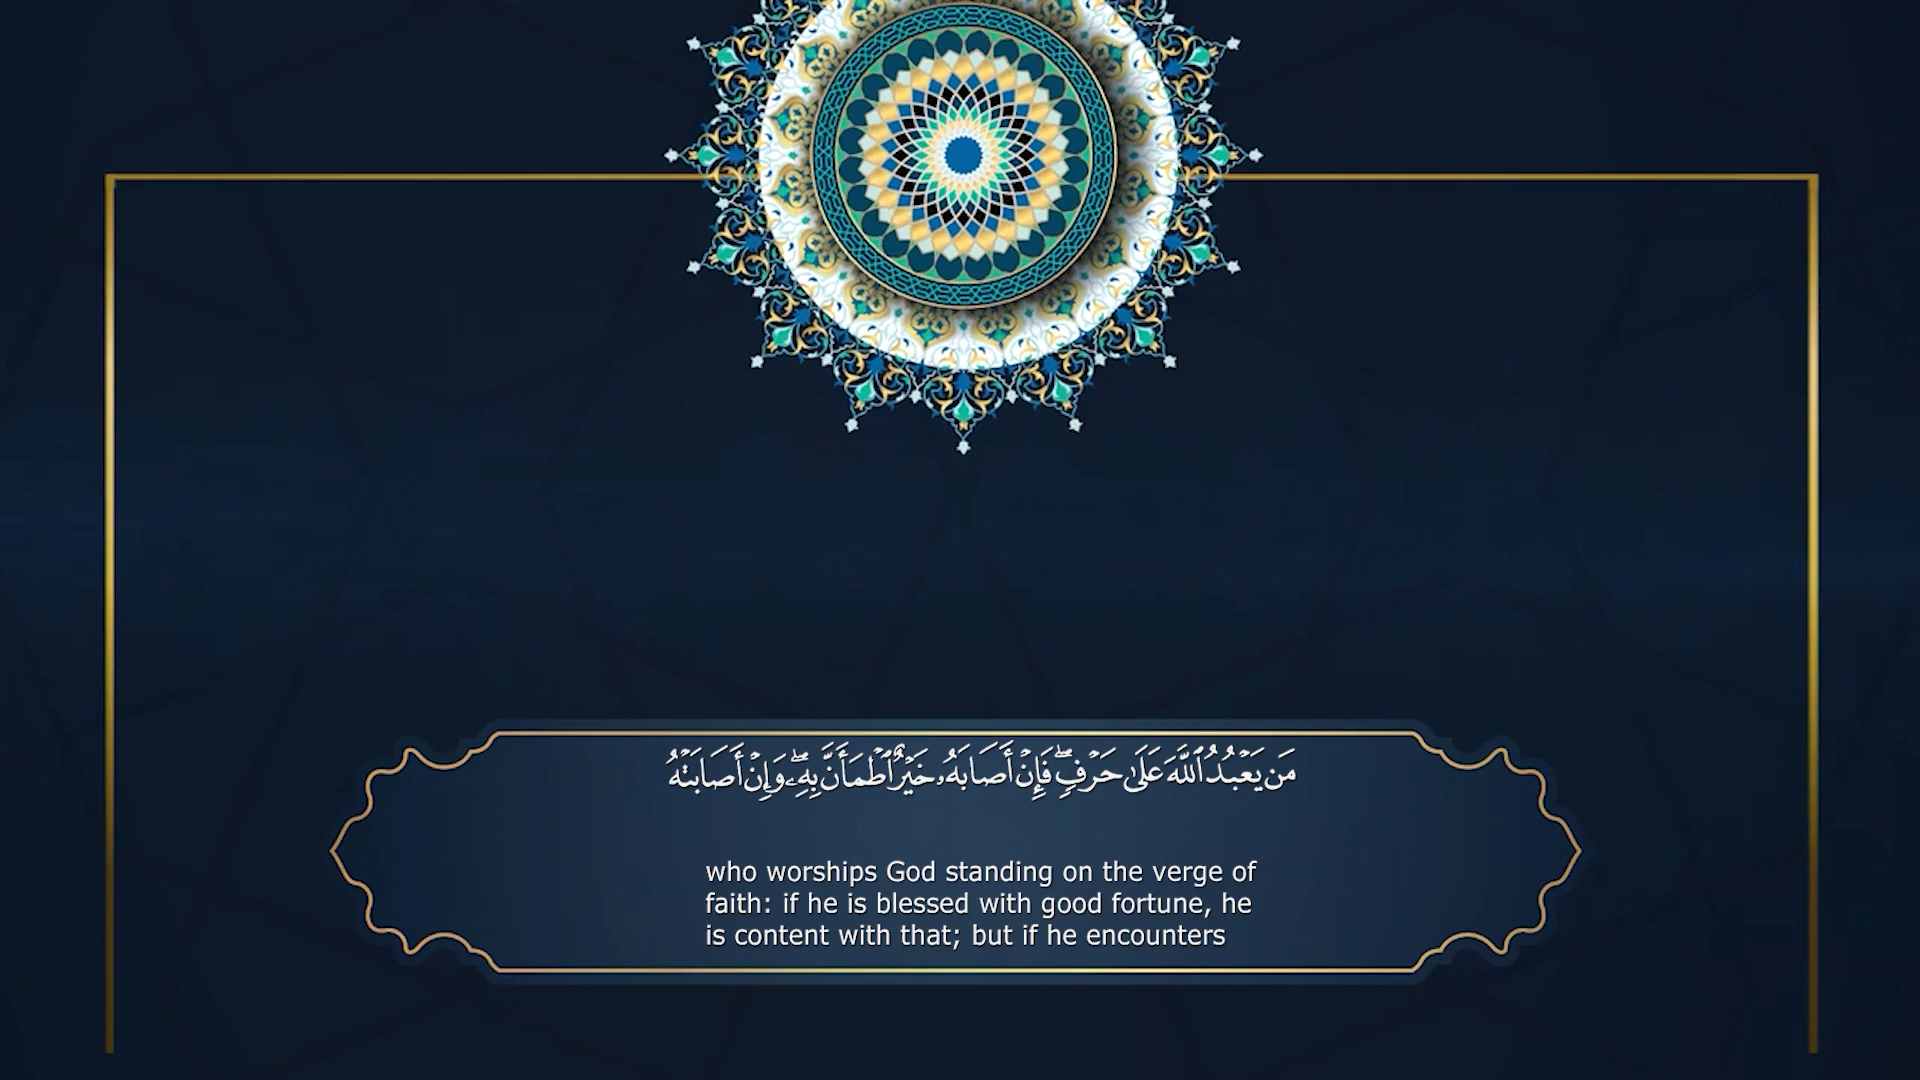 مَن يَعۡبُدُ ٱللَّهَ عَلَىٰ حَرۡفٖۖ فَإِنۡ أَصَابَهُۥ خَيۡرٌ ٱطۡمَأَنَّ بِهِۦۖ وَإِنۡ أَصَابَتۡهُ
who worships God standing on the verge of
faith: if he is blessed with good fortune, he
is content with that; but if he encounters